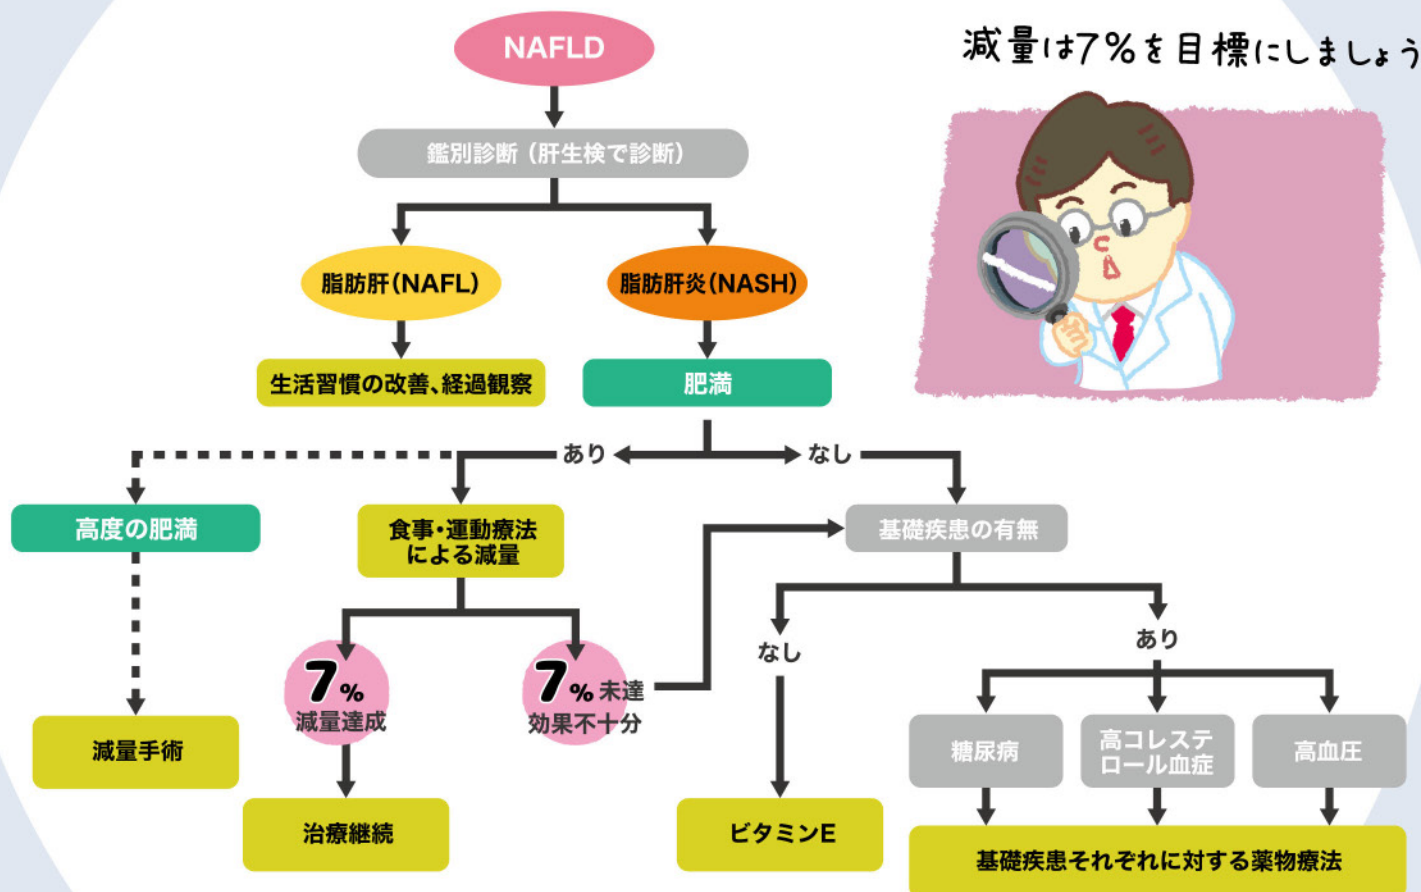 NAFLD
減量は7%を目標にしましょう
鑑別診断（肝生検で診断）
脂肪肝（NAFL）
脂肪肝炎（NASH）
生活習慣の改善、経過観察
肥満
あり
なし
高度の肥満
食事・運動療法
による減量
基礎疾患の有無
7%
減量達成
7% 未達
効果不十分
なし
あり
減量手術
糖尿病
高コレステ
ロール血症
高血圧
治療継続
ビタミンE
基礎疾患それぞれに対する薬物療法